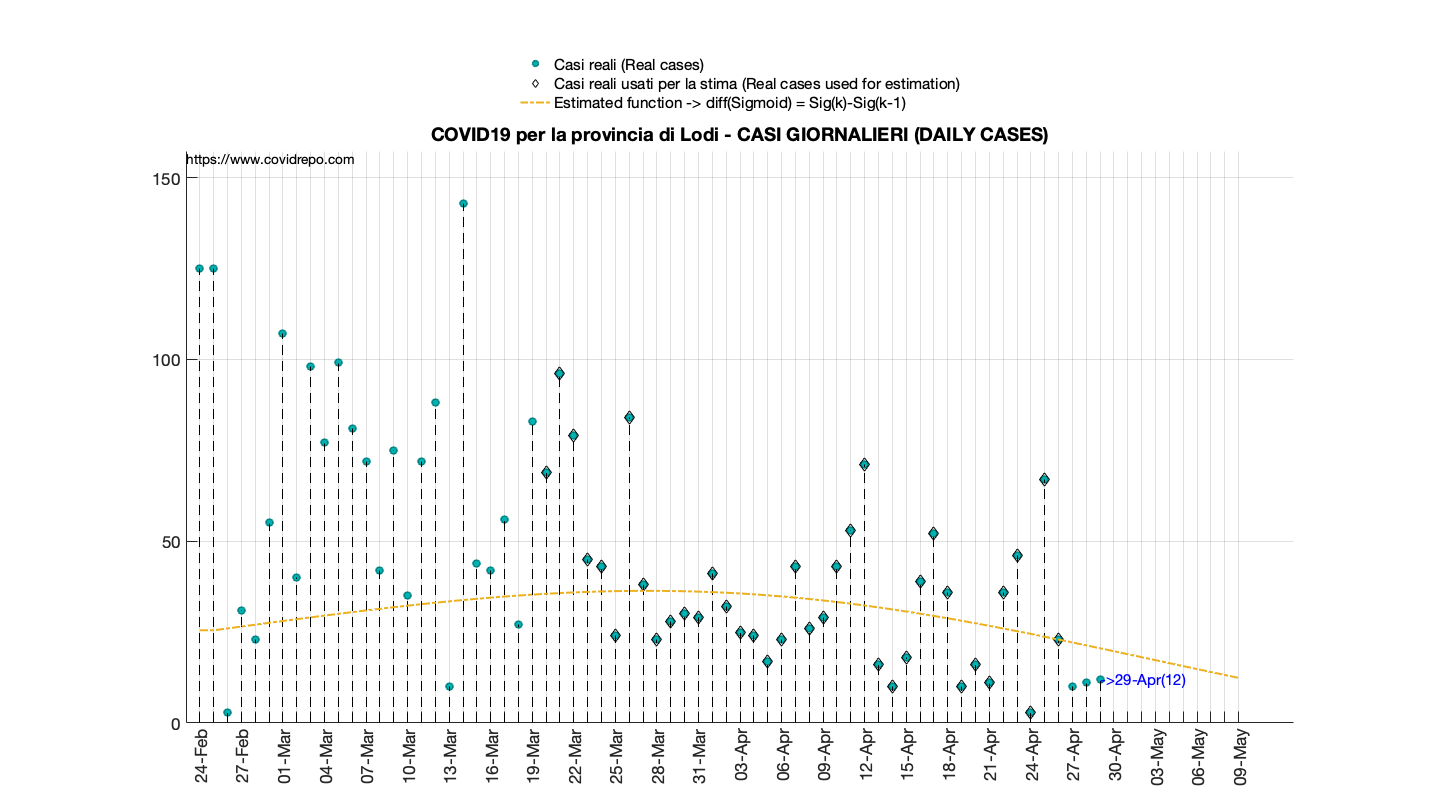 Casi reali (Real cases)
Casi reali usati per la stima (Real cases used for estimation)
Estimated function -> diff(Sigmoid) = Sig(k)-Sig(k-1)
COVID19 per la provincia di Lodi - CASI GIORNALIERI (DAILY CASES)
https://www.covidrepo.com
150
100
50
0
->29-Apr(12)
24-Feb
27-Feb
01-Mar
04-Mar
07-Mar
10-Mar
13-Mar
16-Mar
19-Mar
22-Mar
25-Mar
28-Mar
31-Mar
03-Apr
06-Apr
09-Apr
12-Apr
15-Apr
18-Apr
21-Apr
24-Apr
27-Apr
30-Apr
03-May
06-May
09-May